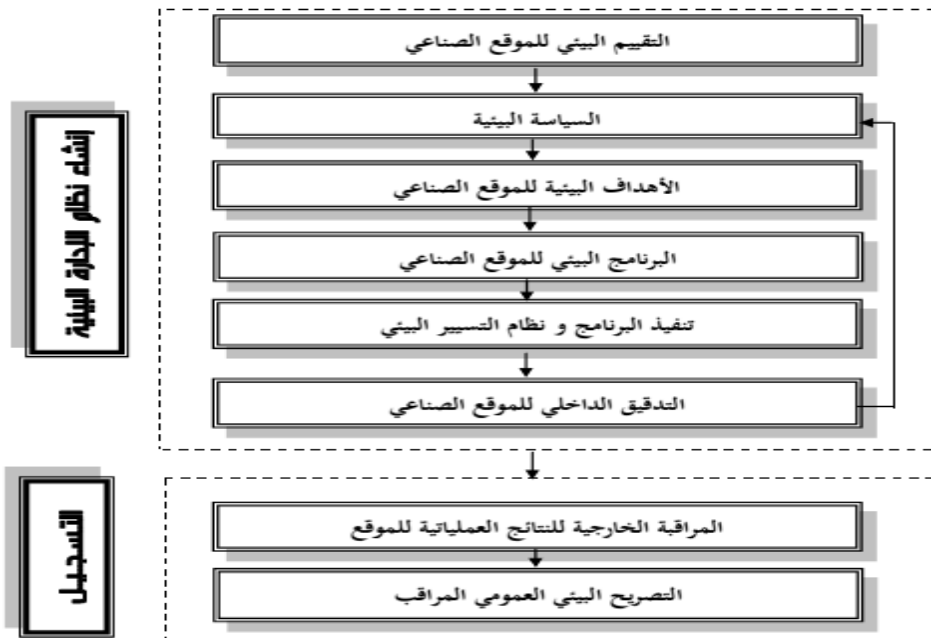 التقييم البيئي للموقع الصناعي
السياسة البيئية
الأهداف البيئية للموقع الصناعي
البرنامج البيئي للموقع الصناعي
تنفيذ البرنامج و نظام التسيير البيئي
التدقيق الداخلي للموقع الصناعي
إنشاء نظام الإدارة البيئية
المراقبة الخارجية للنتائج العملياتية للموقع
التصريح البيئي العمومي المراقب
التسجيل